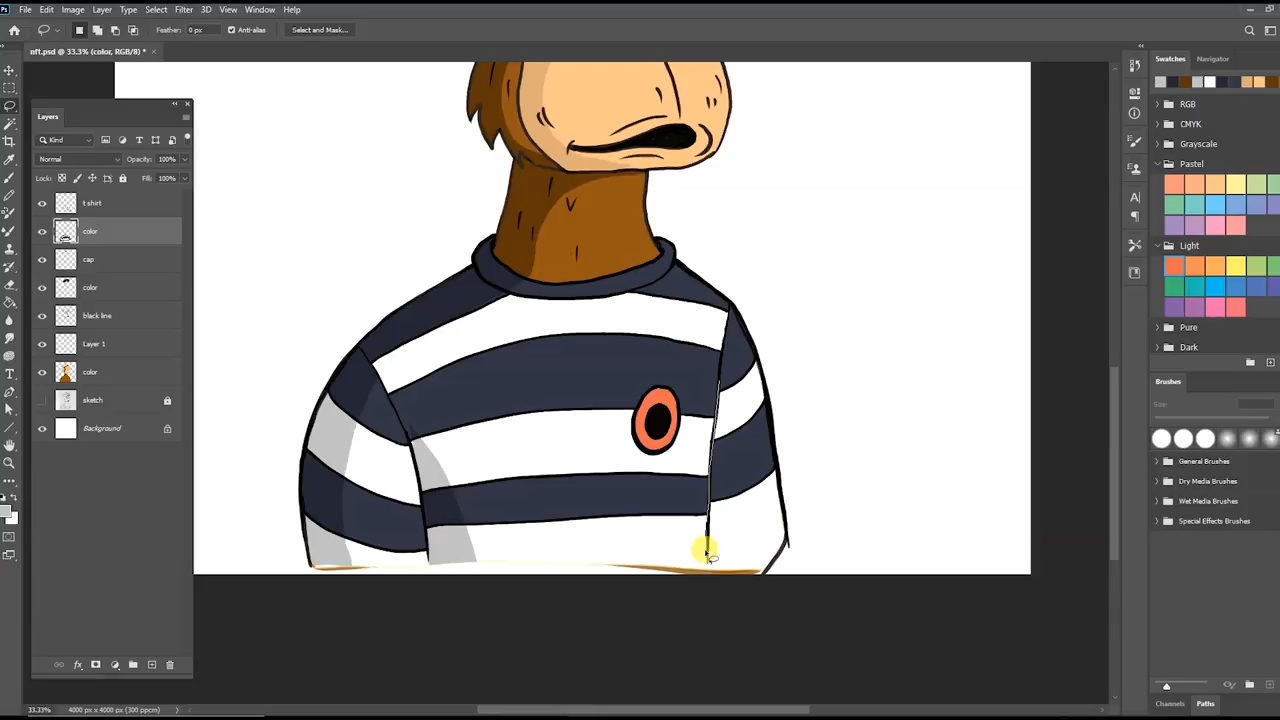 Ps File Edit Image Layer Type Select Filter 3D View Window Help
Feather: 0 px Anti-alias Select and Mask...
nft.psd @ 33.3% (color, RGB/8) *
Layers
Kind
Normal Opacity: 100%
Lock: Fill: 100%
t shirt
color
cap
color
black line
Layer 1
color
sketch
Background
fx
Swatches Navigator
RGB
CMYK
Grayscale
Pastel
Light
Pure
Dark
Brushes
Size:
General Brushes
Dry Media Brushes
Wet Media Brushes
Special Effects Brushes
Channels Paths
33.33% 4000 px x 4000 px (300 ppcm)